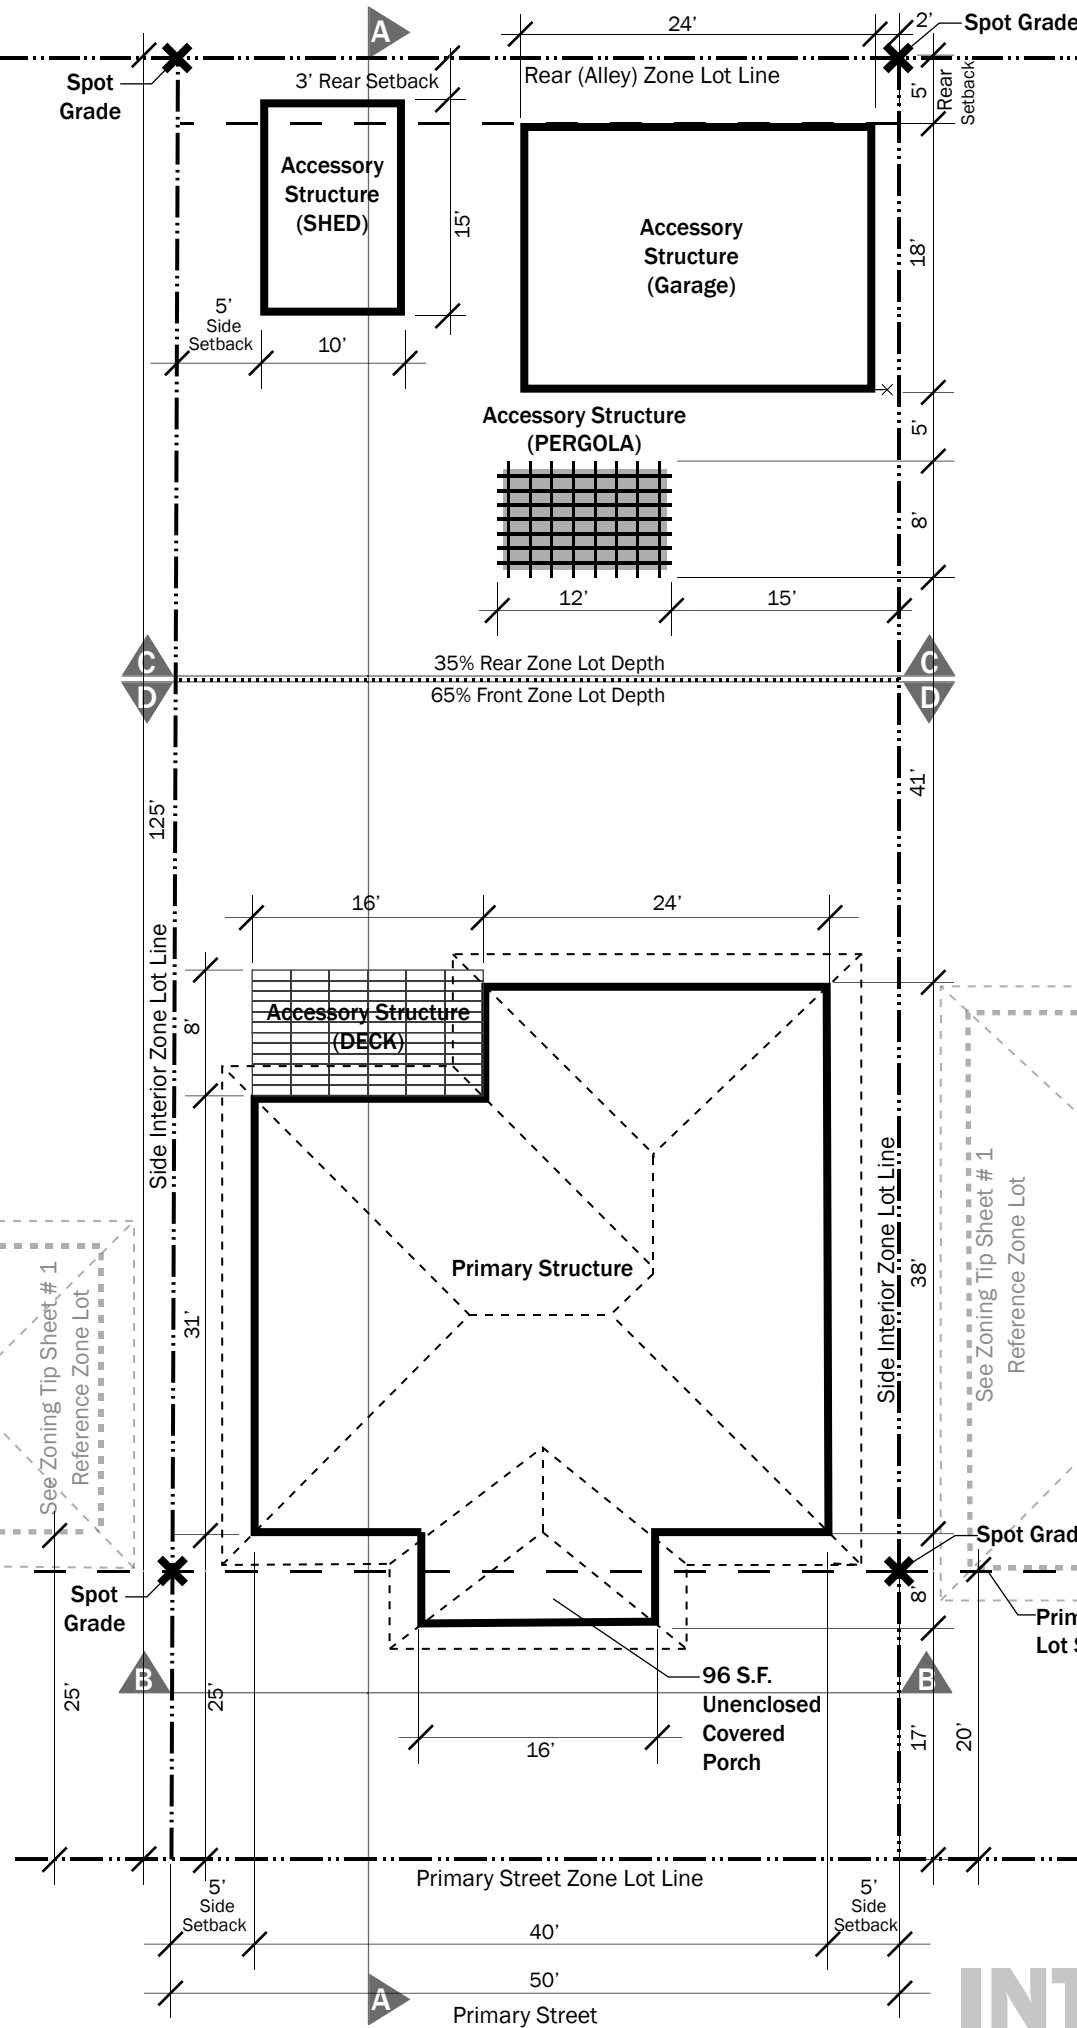 A
24’
2’
Spot Grade
Spot
Grade
3’ Rear Setback
Rear (Alley) Zone Lot Line
5’
Rear
Setback
Accessory
Structure
(SHED)
15’
Accessory
Structure
(Garage)
18’
5’
Side
Setback
10’
Accessory Structure
(PERGOLA)
5’
8’
12’
15’
C
35% Rear Zone Lot Depth
C
D
65% Front Zone Lot Depth
D
125’
41’
16’
24’
Side Interior Zone Lot Line
8’
Accessory Structure
(DECK)
Side Interior Zone Lot Line
See Zoning Tip Sheet # 1
Reference Zone Lot
Primary Structure
38’
See Zoning Tip Sheet # 1
Reference Zone Lot
31’
Spot Grad
Spot
Grade
8’
Prim
Lot S
B
B
25’
25’
96 S.F.
Unenclosed
Covered
Porch
16’
17’
20’
Primary Street Zone Lot Line
5’
Side
Setback
5’
Side
Setback
40’
50’
A
Primary Street
INT